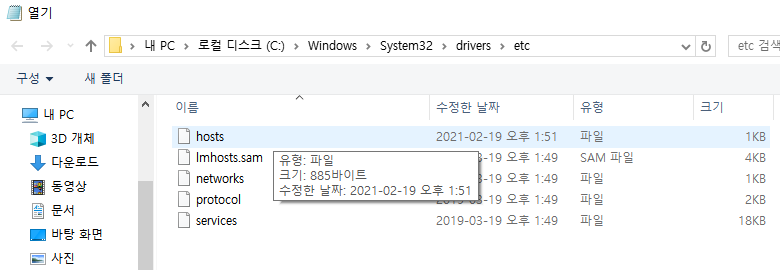 열기
내 PC > 로컬 디스크 (C:) > Windows > System32 > drivers > etc
etc 검색
구성
새 폴더
내 PC
3D 개체
다운로드
동영상
문서
바탕 화면
사진
이름 수정한 날짜 유형 크기
hosts 2021-02-19 오후 1:51 파일 1KB
lmhosts.sam 3-19 오후 1:49 SAM 파일 4KB
networks 3-19 오후 1:49 파일 1KB
protocol 2019-03-19 오후 1:49 파일 2KB
services 2019-03-19 오후 1:49 파일 18KB
유형: 파일
크기: 885바이트
수정한 날짜: 2021-02-19 오후 1:51